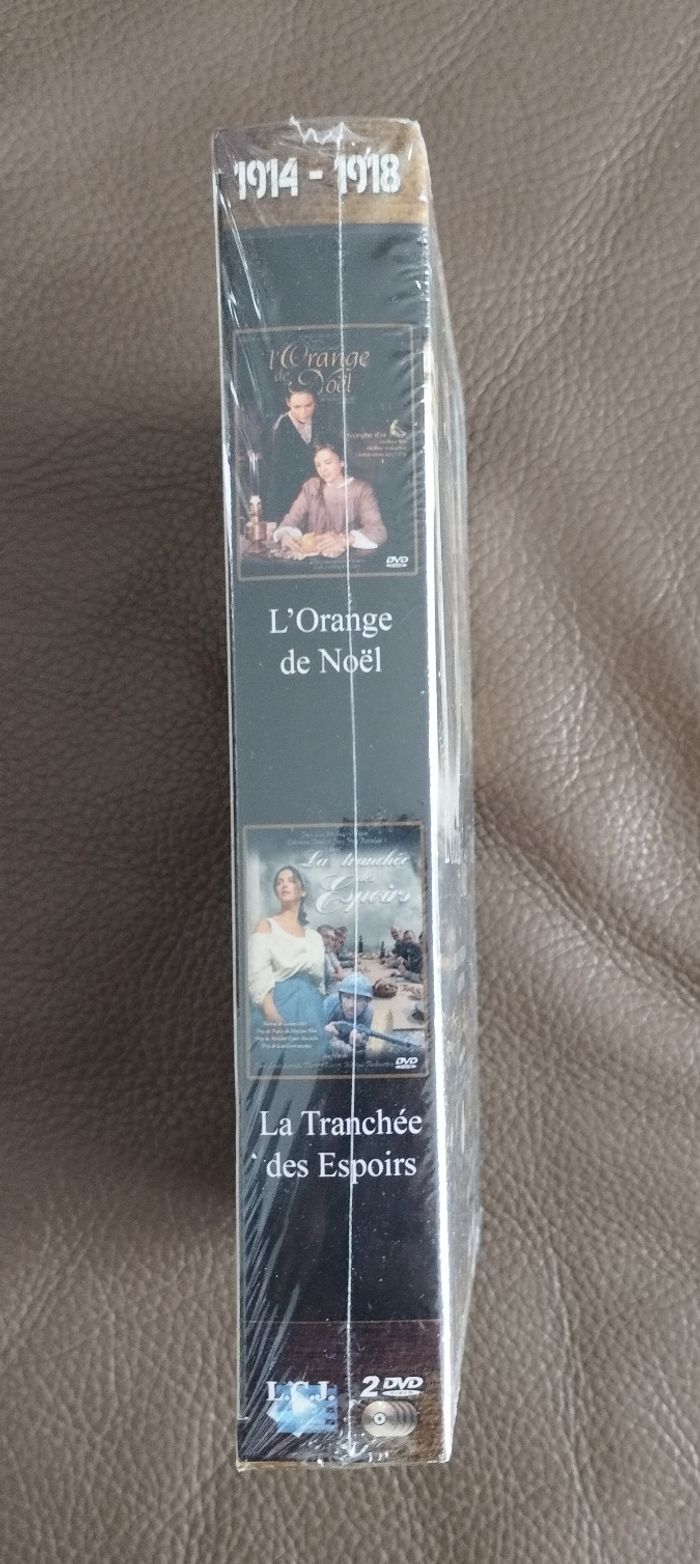 1914 - 1918
l'Orange
de Noël
DVD
L'Orange
de Noël
La tranchée
des
Espoirs
DVD
La Tranchée
des Espoirs
L.C.J.
2 DVD